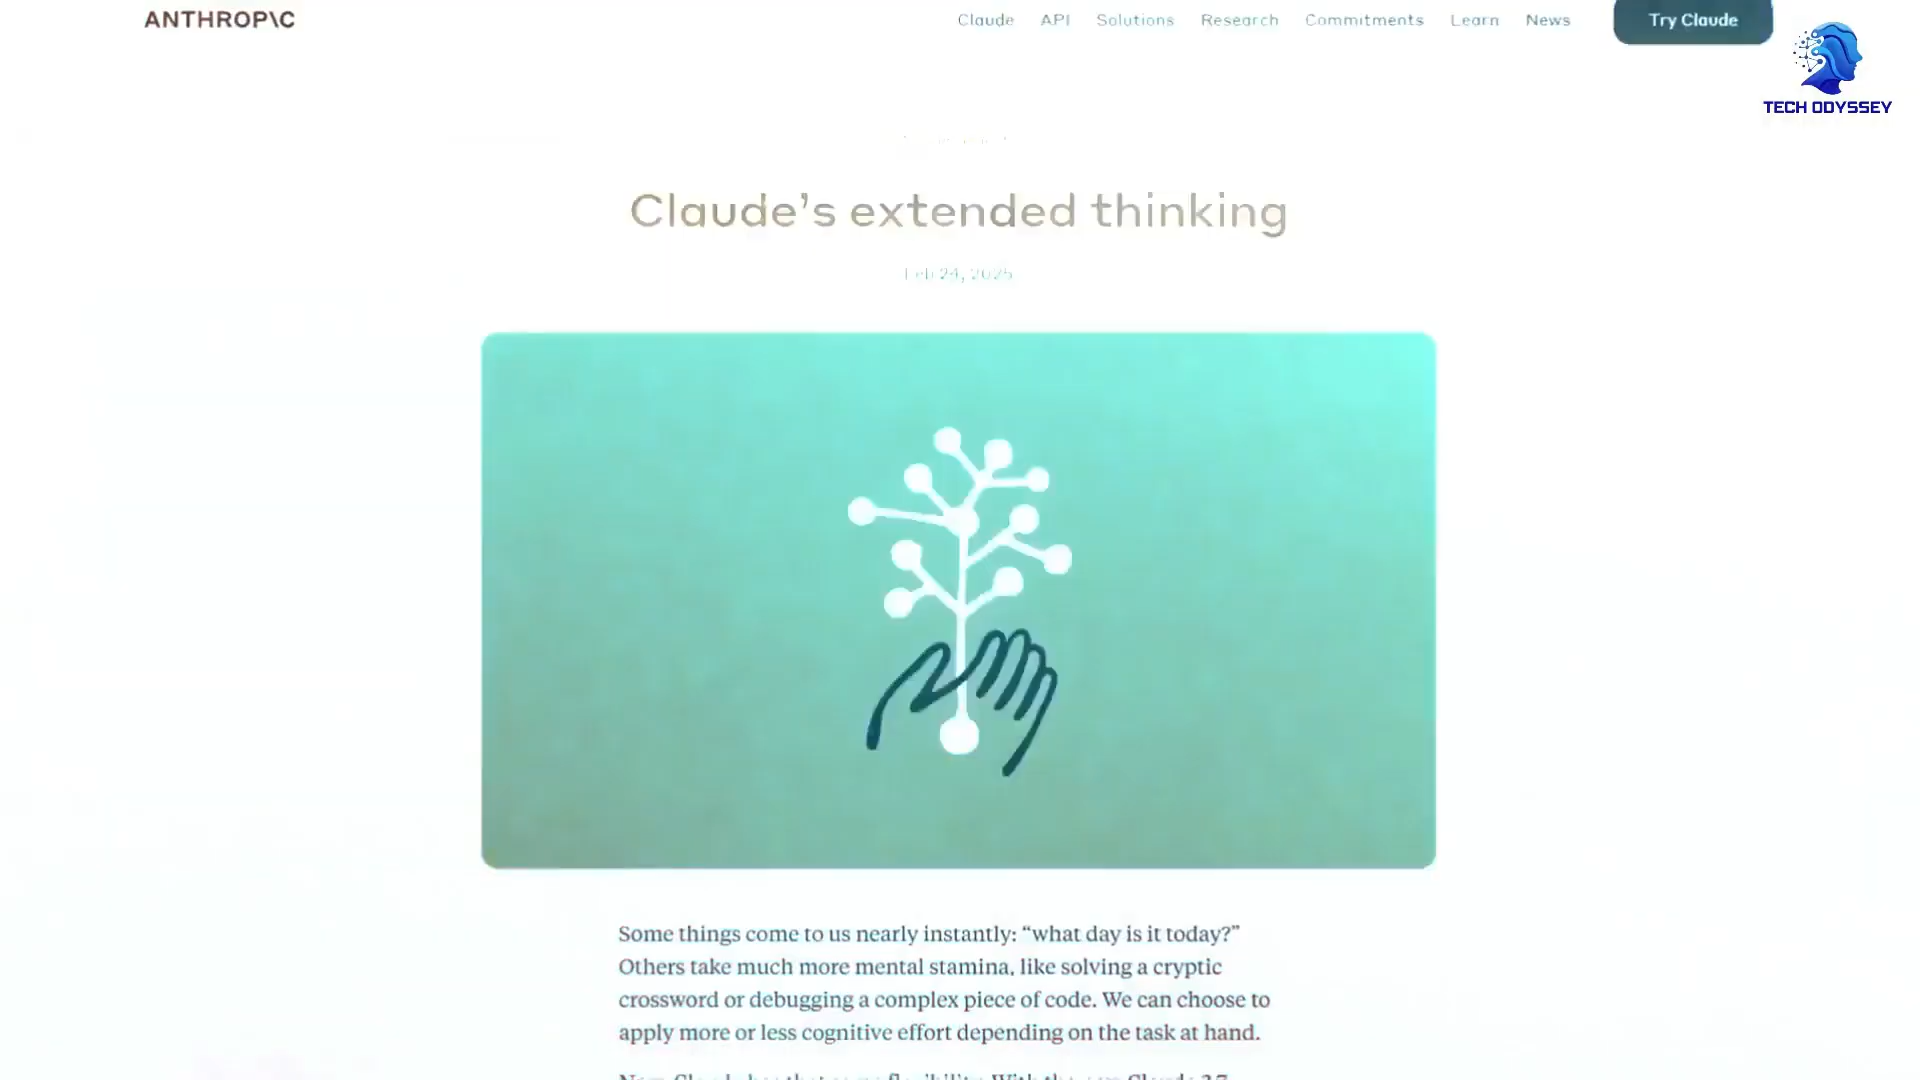 ANTHROP\C
Claude API Solutions Research Commitments Learn News Try Claude
TECH ODYSSEY
Claude’s extended thinking
Feb 24, 2025
Some things come to us nearly instantly: “what day is it today?”
Others take much more mental stamina, like solving a cryptic
crossword or debugging a complex piece of code. We can choose to
apply more or less cognitive effort depending on the task at hand.